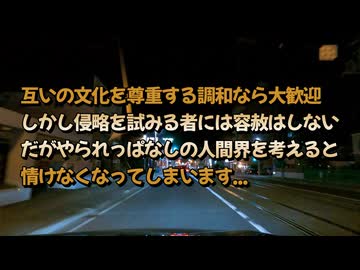 互いの文化を尊重する調和なら大歓迎
しかし侵略を試みる者には容赦はしない
だがやられっぱなしの人間界を考えると
情けなくなってしまいます...